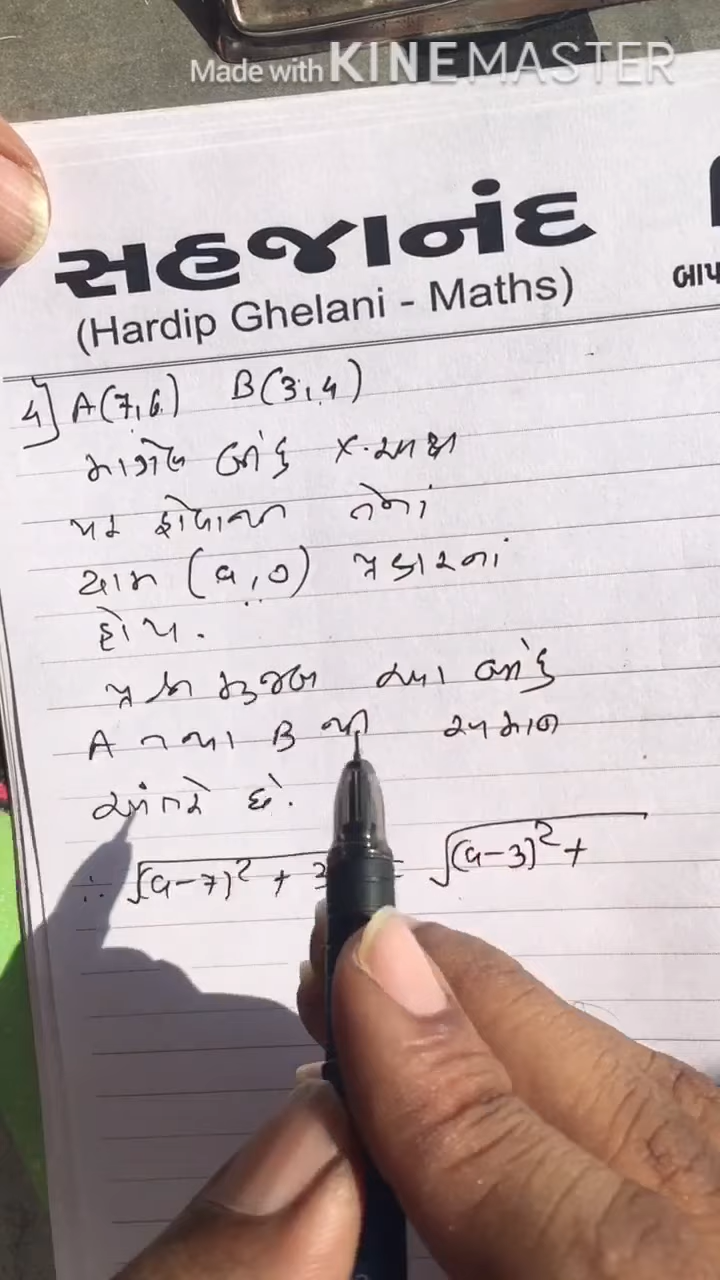 Made with KINEMASTER
સહજાનંદ
(Hardip Ghelani - Maths)
બાપ
4] A(7,6) B(3,4)
માગેલ બિંદુ x-અક્ષ
પર હોવાથી તેનાં
યામ (a,0) પ્રકારનાં
હોય.
પ્રશ્ન મુજબ આ બિંદુ
A તથા B થી સમાન
અંતરે છે.
∴ √(a-7)² + = √(a-3)² +